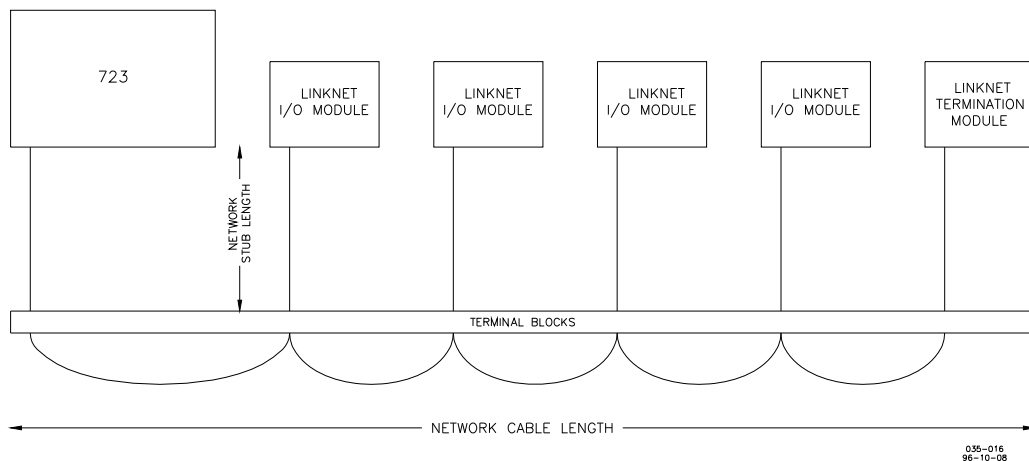 723
LINKNET
I/O MODULE
LINKNET
I/O MODULE
LINKNET
I/O MODULE
LINKNET
I/O MODULE
LINKNET
TERMINATION
MODULE
NETWORK
STUB LENGTH
TERMINAL BLOCKS
NETWORK CABLE LENGTH
035-016
96-10-08